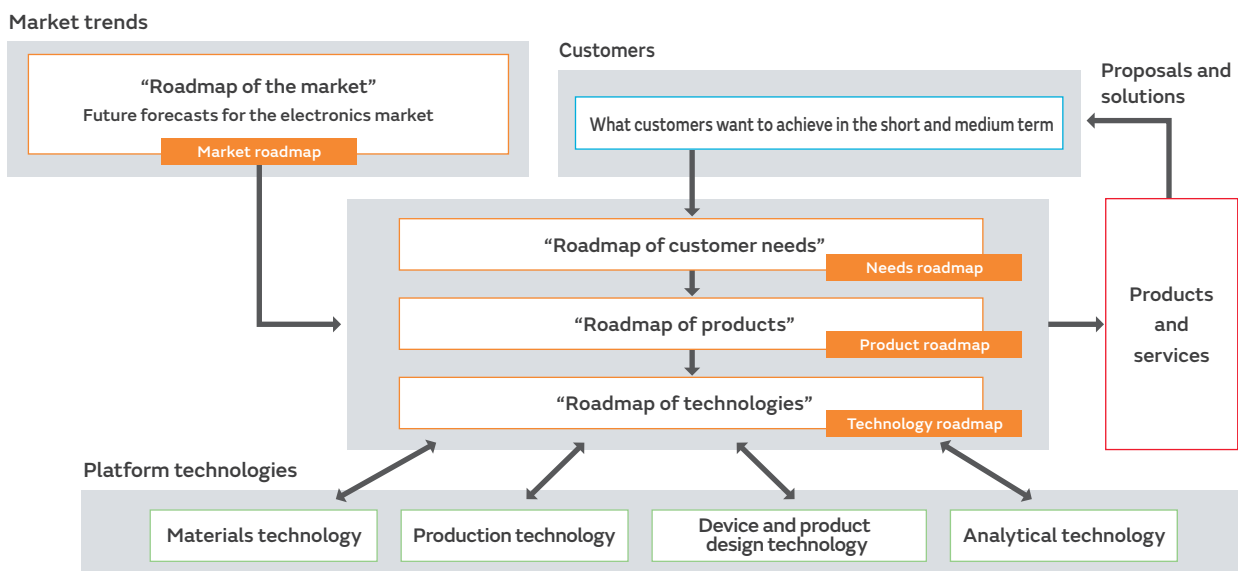 Market trends
“Roadmap of the market”
Future forecasts for the electronics market
Market roadmap
Customers
What customers want to achieve in the short and medium term
Proposals and
solutions
“Roadmap of customer needs”
Needs roadmap
“Roadmap of products”
Product roadmap
“Roadmap of technologies”
Technology roadmap
Products
and
services
Platform technologies
Materials technology
Production technology
Device and product
design technology
Analytical technology